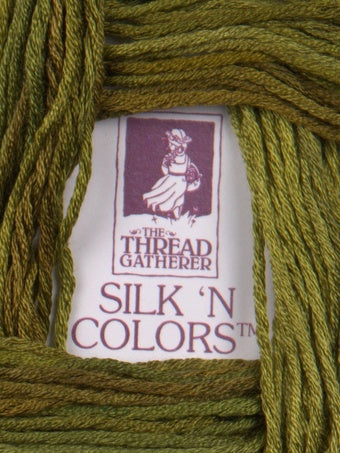 THE
THREAD
GATHERER
SILK 'N
COLORS™